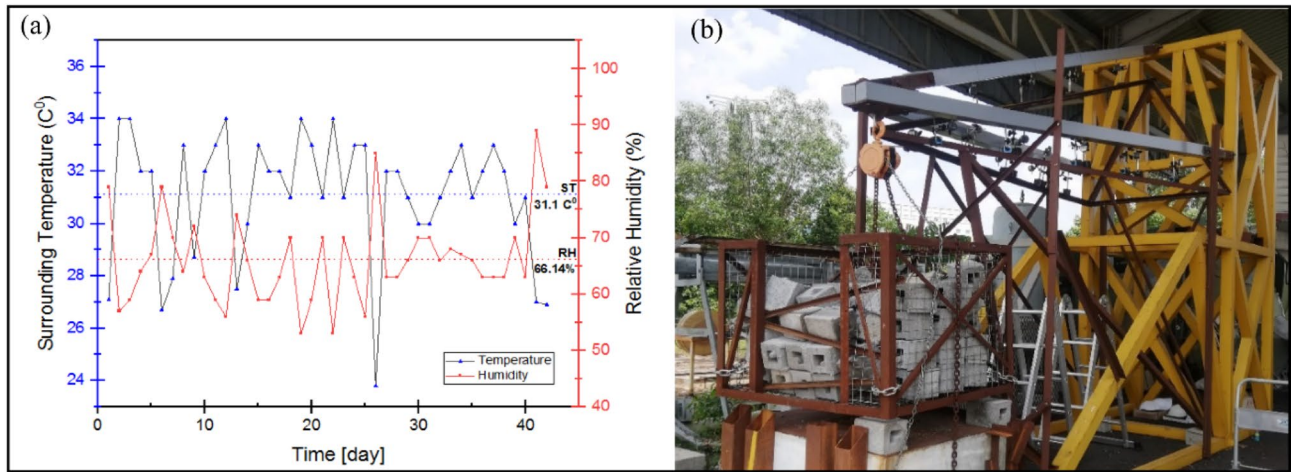 (a)
36
34
32
30
28
26
24
Surrounding Temperature (C⁰)
100
90
80
70
60
50
40
Relative Humidity (%)
ST
31.1 C⁰
RH
66.14%
Temperature
Humidity
0 10 20 30 40
Time [day]
(b)